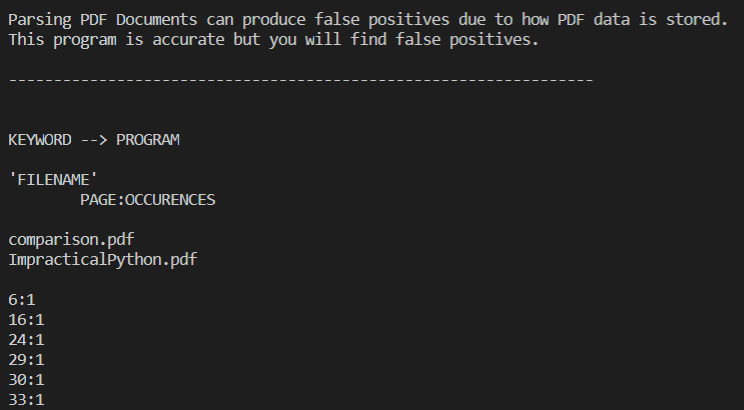 Parsing PDF Documents can produce false positives due to how PDF data is stored.
This program is accurate but you will find false positives.
-----------------------------------------------------------------
KEYWORD --> PROGRAM
'FILENAME'
PAGE:OCCURENCES
comparison.pdf
ImpracticalPython.pdf
6:1
16:1
24:1
29:1
30:1
33:1